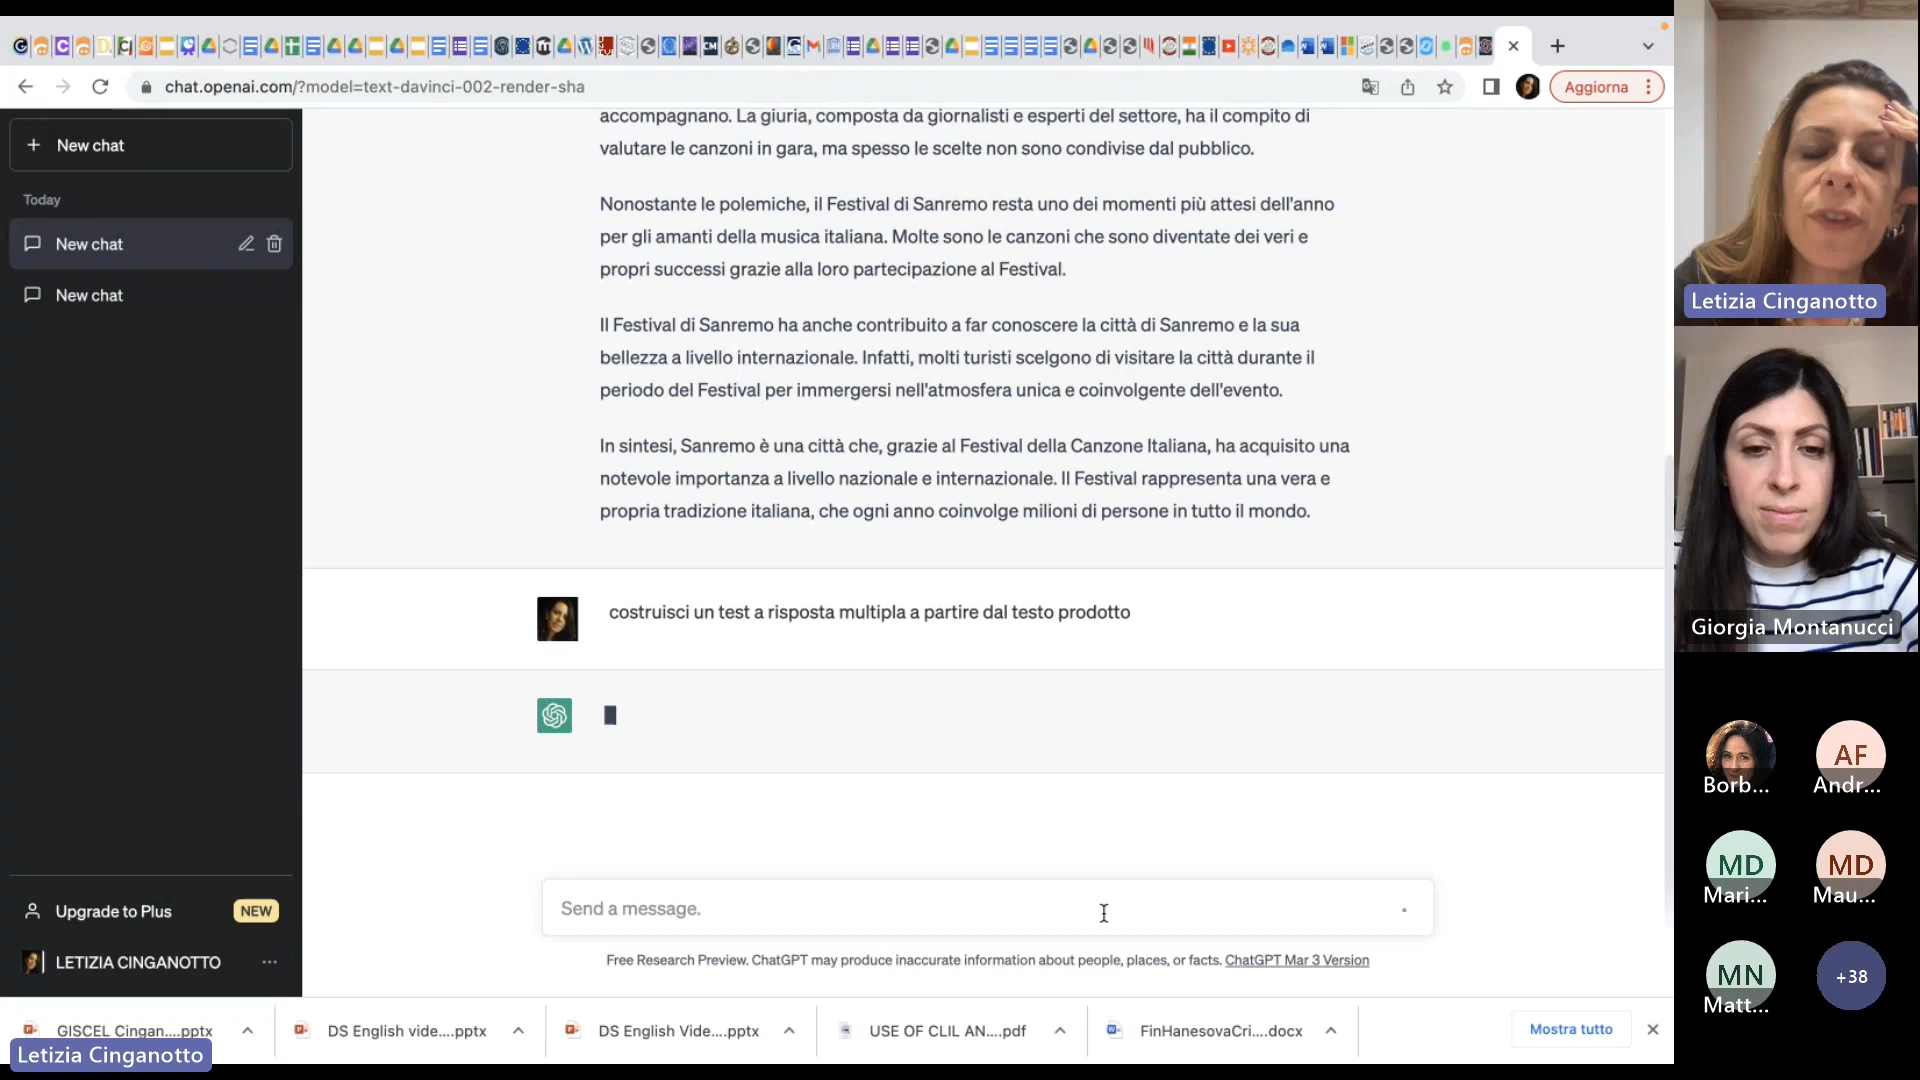 chat.openai.com/?model=text-davinci-002-render-sha
Aggiorna
New chat
Today
New chat
New chat
accompagnano. La giuria, composta da giornalisti e esperti del settore, ha il compito di
valutare le canzoni in gara, ma spesso le scelte non sono condivise dal pubblico.
Nonostante le polemiche, il Festival di Sanremo resta uno dei momenti più attesi dell'anno
per gli amanti della musica italiana. Molte sono le canzoni che sono diventate dei veri e
propri successi grazie alla loro partecipazione al Festival.
Il Festival di Sanremo ha anche contribuito a far conoscere la città di Sanremo e la sua
bellezza a livello internazionale. Infatti, molti turisti scelgono di visitare la città durante il
periodo del Festival per immergersi nell'atmosfera unica e coinvolgente dell'evento.
In sintesi, Sanremo è una città che, grazie al Festival della Canzone Italiana, ha acquisito una
notevole importanza a livello nazionale e internazionale. Il Festival rappresenta una vera e
propria tradizione italiana, che ogni anno coinvolge milioni di persone in tutto il mondo.
costruisci un test a risposta multipla a partire dal testo prodotto
Send a message.
Free Research Preview. ChatGPT may produce inaccurate information about people, places, or facts. ChatGPT Mar 3 Version
Upgrade to Plus
NEW
LETIZIA CINGANOTTO
GISCEL Cingan....pptx
DS English vide....pptx
DS English Vide....pptx
USE OF CLIL AN....pdf
FinHanesovaCri....docx
Mostra tutto
Letizia Cinganotto
Letizia Cinganotto
Giorgia Montanucci
Borb...
AF
Andr...
MD
Mari...
MD
Mau...
MN
Matt...
+38